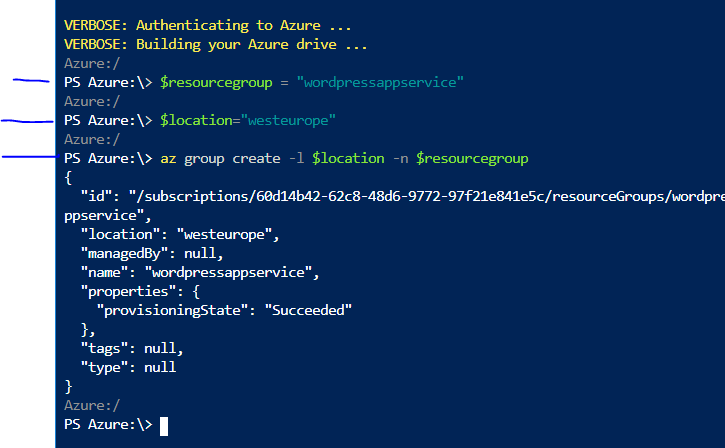 VERBOSE: Authenticating to Azure ...
VERBOSE: Building your Azure drive ...
Azure:/
PS Azure:\> $resourcegroup = "wordpressappservice"
Azure:/
PS Azure:\> $location="westeurope"
Azure:/
PS Azure:\> az group create -l $location -n $resourcegroup
{
  "id": "/subscriptions/60d14b42-62c8-48d6-9772-97f21e841e5c/resourceGroups/wordpre
ppservice",
  "location": "westeurope",
  "managedBy": null,
  "name": "wordpressappservice",
  "properties": {
    "provisioningState": "Succeeded"
  },
  "tags": null,
  "type": null
}
Azure:/
PS Azure:\>